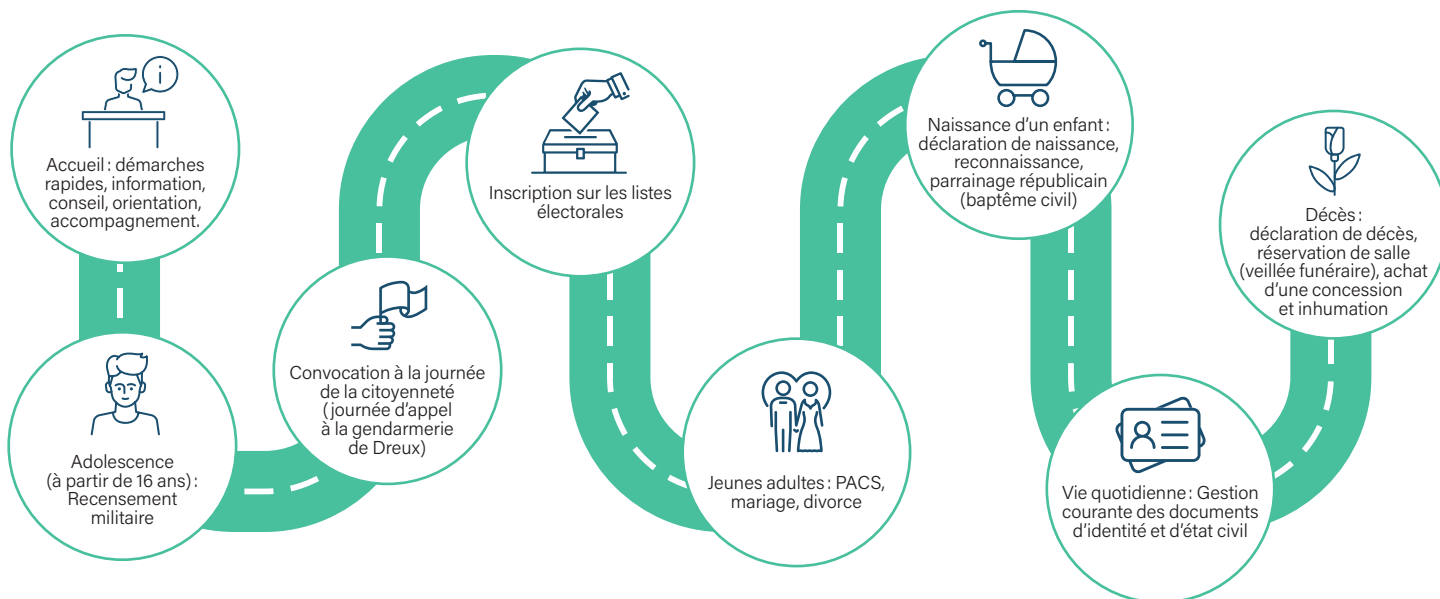 i
Accueil : démarches
rapides, information,
conseil, orientation,
accompagnement.
Adolescence
(à partir de 16 ans) :
Recensement
militaire
Convocation à la journée
de la citoyenneté
(journée d'appel
à la gendarmerie
de Dreux)
Inscription sur les listes
électorales
Jeunes adultes : PACS,
mariage, divorce
Naissance d'un enfant :
déclaration de naissance,
reconnaissance,
parrainage républicain
(baptême civil)
Vie quotidienne : Gestion
courante des documents
d'identité et d'état civil
Décès :
déclaration de décès,
réservation de salle
(veillée funéraire), achat
d'une concession
et inhumation